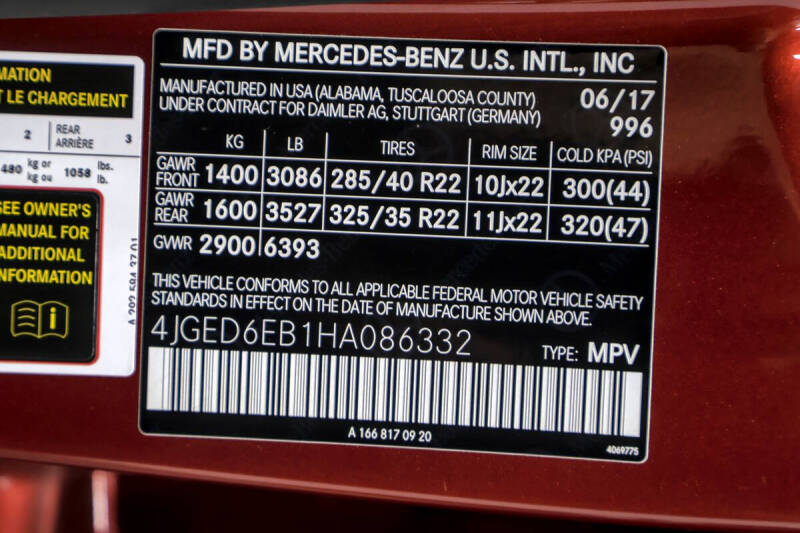 MATION
T LE CHARGEMENT
2 REAR ARRIÈRE 3
480 kg or kg ou 1058 lbs. lb.
SEE OWNER'S
MANUAL FOR
ADDITIONAL
INFORMATION
A 292 584 37 01
MFD BY MERCEDES-BENZ U.S. INTL., INC
MANUFACTURED IN USA (ALABAMA, TUSCALOOSA COUNTY) 06/17
UNDER CONTRACT FOR DAIMLER AG, STUTTGART (GERMANY) 996
KG LB TIRES RIM SIZE COLD KPA (PSI)
GAWR FRONT 1400 3086 285/40 R22 10Jx22 300(44)
GAWR REAR 1600 3527 325/35 R22 11Jx22 320(47)
GWR 2900 6393
THIS VEHICLE CONFORMS TO ALL APPLICABLE FEDERAL MOTOR VEHICLE SAFETY
STANDARDS IN EFFECT ON THE DATE OF MANUFACTURE SHOWN ABOVE.
4JGED6EB1HA086332 TYPE: MPV
A 166 817 09 20
4069775